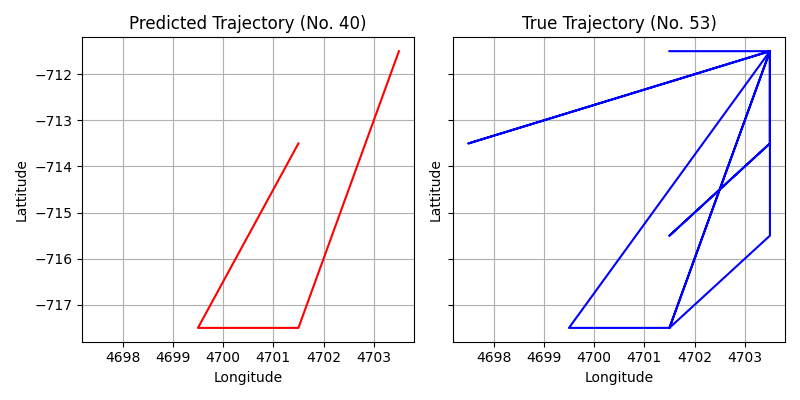 Predicted Trajectory (No. 40)
True Trajectory (No. 53)
Lattitude
−712
−713
−714
−715
−716
−717
4698 4699 4700 4701 4702 4703
Longitude
Lattitude
4698 4699 4700 4701 4702 4703
Longitude